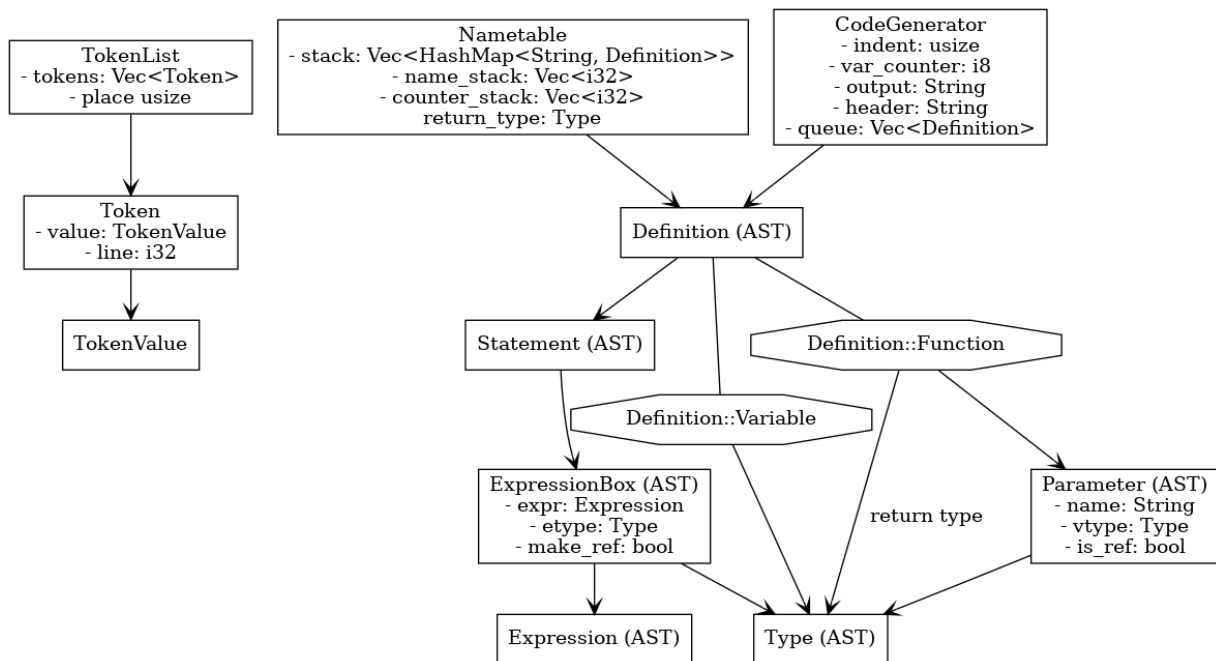 TokenList
- tokens: Vec<Token>
- place usize
Nametable
- stack: Vec<HashMap<String, Definition>>
- name_stack: Vec<i32>
- counter_stack: Vec<i32>
return_type: Type
CodeGenerator
- indent: usize
- var_counter: i8
- output: String
- header: String
- queue: Vec<Definition>
Token
- value: TokenValue
- line: i32
Definition (AST)
TokenValue
Statement (AST)
Definition::Function
Definition::Variable
ExpressionBox (AST)
- expr: Expression
- etype: Type
- make_ref: bool
return type
Parameter (AST)
- name: String
- vtype: Type
- is_ref: bool
Expression (AST)
Type (AST)